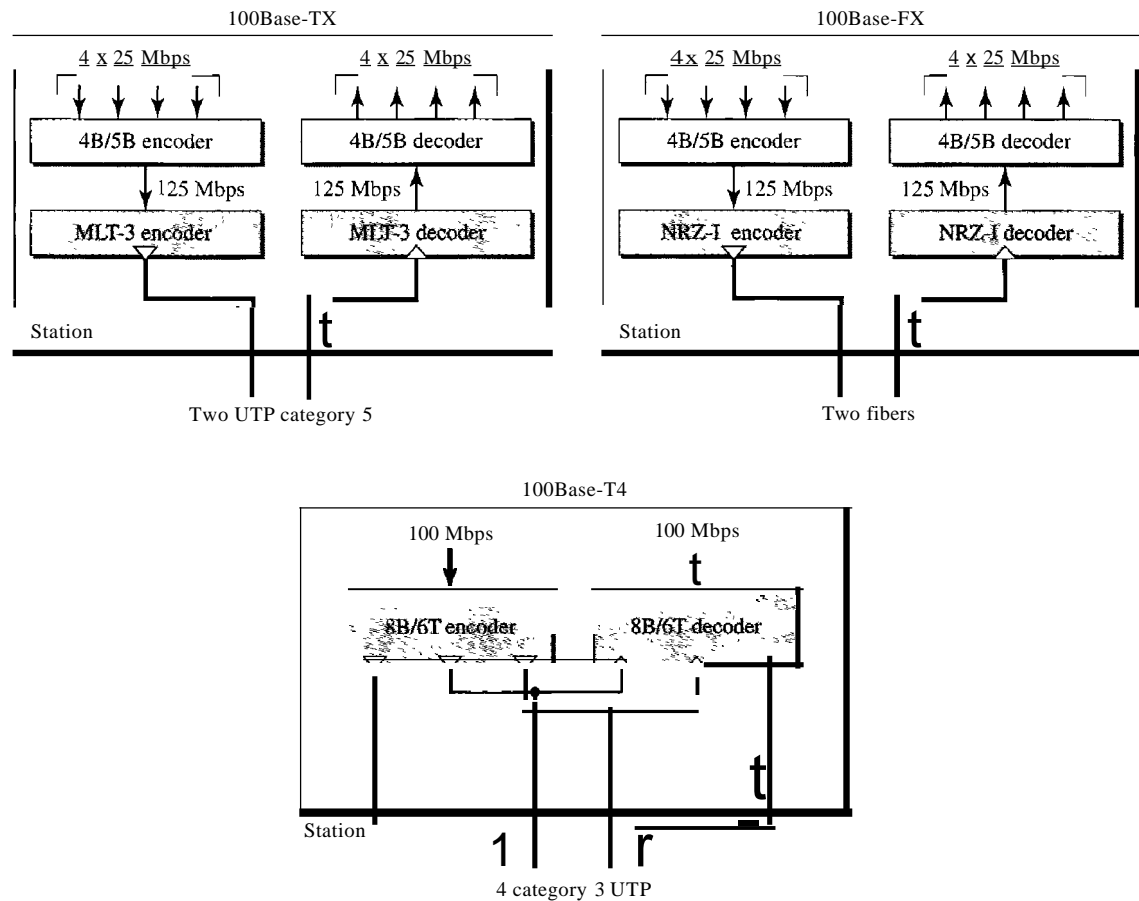 100Base-TX
4 x 25 Mbps
4 x 25 Mbps
4B/5B encoder
4B/5B decoder
125 Mbps
125 Mbps
MLT-3 encoder
MLT-3 decoder
t
Station
Two UTP category 5
100Base-FX
4x 25 Mbps
4 x 25 Mbps
4B/5B encoder
4B/5B decoder
125 Mbps
125 Mbps
NRZ-I encoder
NRZ-I decoder
t
Station
Two fibers
100Base-T4
100 Mbps
100 Mbps
t
8B/6T encoder
8B/6T decoder
t
Station
1
r
4 category 3 UTP